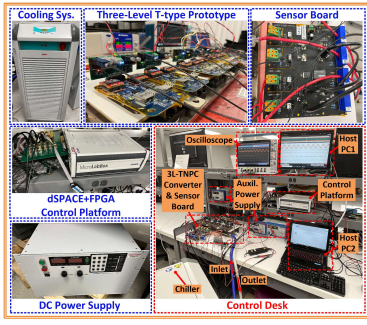 Cooling Sys.
Three-Level T-type Prototype
Sensor Board
MicroLabBox
dSPACE+FPGA
Control Platform
DC Power Supply
Oscilloscope
Host
PC1
3L-TNPC
Converter
& Sensor
Board
Auxil.
Power
Supply
Control
Platform
Host
PC2
Inlet
Outlet
Chiller
Control Desk